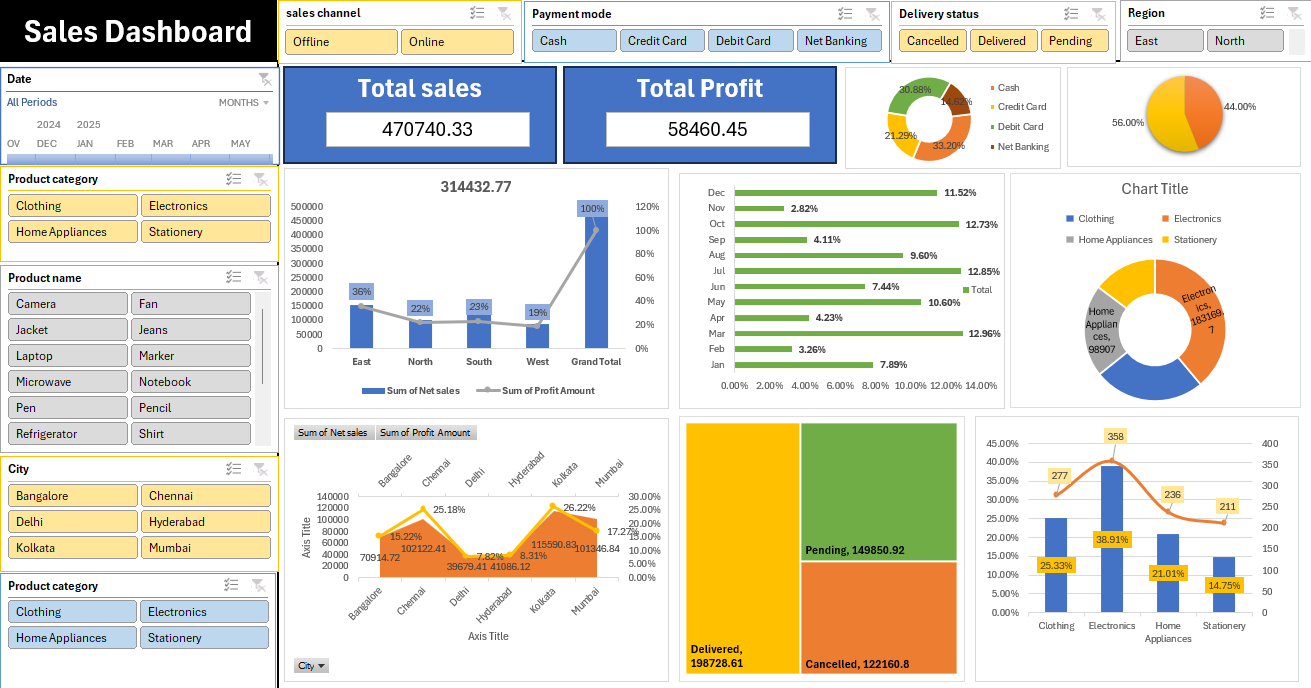 Sales Dashboard
sales channel
Offline Online
Payment mode
Cash Credit Card Debit Card Net Banking
Delivery status
Cancelled Delivered Pending
Region
East North
Date
All Periods MONTHS
2024 2025
OV DEC JAN FEB MAR APR MAY
Product category
Clothing Electronics
Home Appliances Stationery
Product name
Camera Fan
Jacket Jeans
Laptop Marker
Microwave Notebook
Pen Pencil
Refrigerator Shirt
City
Bangalore Chennai
Delhi Hyderabad
Kolkata Mumbai
Product category
Clothing Electronics
Home Appliances Stationery
Total sales
470740.33
Total Profit
58460.45
30.88%
14.62%
21.29%
33.20%
Cash
Credit Card
Debit Card
Net Banking
44.00%
56.00%
314432.77
500000 120%
450000
400000 100%
350000
300000 80%
250000
200000 60%
150000 40%
100000 20%
50000
0 0%
100%
36% 22% 23% 19%
East North South West Grand Total
Sum of Net sales Sum of Profit Amount
Dec 11.52%
Nov 2.82%
Oct 12.73%
Sep 4.11%
Aug 9.60%
Jul 12.85%
Jun 7.44%
Total
May 10.60%
Apr 4.23%
Mar 12.96%
Feb 3.26%
Jan 7.89%
0.00% 2.00% 4.00% 6.00% 8.00% 10.00% 12.00% 14.00%
Chart Title
Clothing Electronics
Home Appliances Stationery
Electron
ics,
183169.
7
Home
Applian
ces,
98907
Sum of Net sales Sum of Profit Amount
Bangalore Chennai Delhi Hyderabad Kolkata Mumbai
140000 30.00%
120000 25.00%
100000 20.00%
80000 15.00%
60000 10.00%
40000 5.00%
20000 0.00%
0
Axis Title
15.22% 25.18% 7.82% 8.31% 26.22% 17.27%
70914.72 102122.41 39679.41 41086.12 115590.83 101346.84
Bangalore Chennai Delhi Hyderabad Kolkata Mumbai
Axis Title
City
Pending, 149850.92
Delivered,
198728.61
Cancelled, 122160.8
45.00% 400
40.00% 350
35.00% 300
30.00% 250
25.00% 200
20.00% 150
15.00% 100
10.00% 50
5.00% 0
0.00%
277 358 236 211
25.33% 38.91% 21.01% 14.75%
Clothing Electronics Home Stationery
Appliances